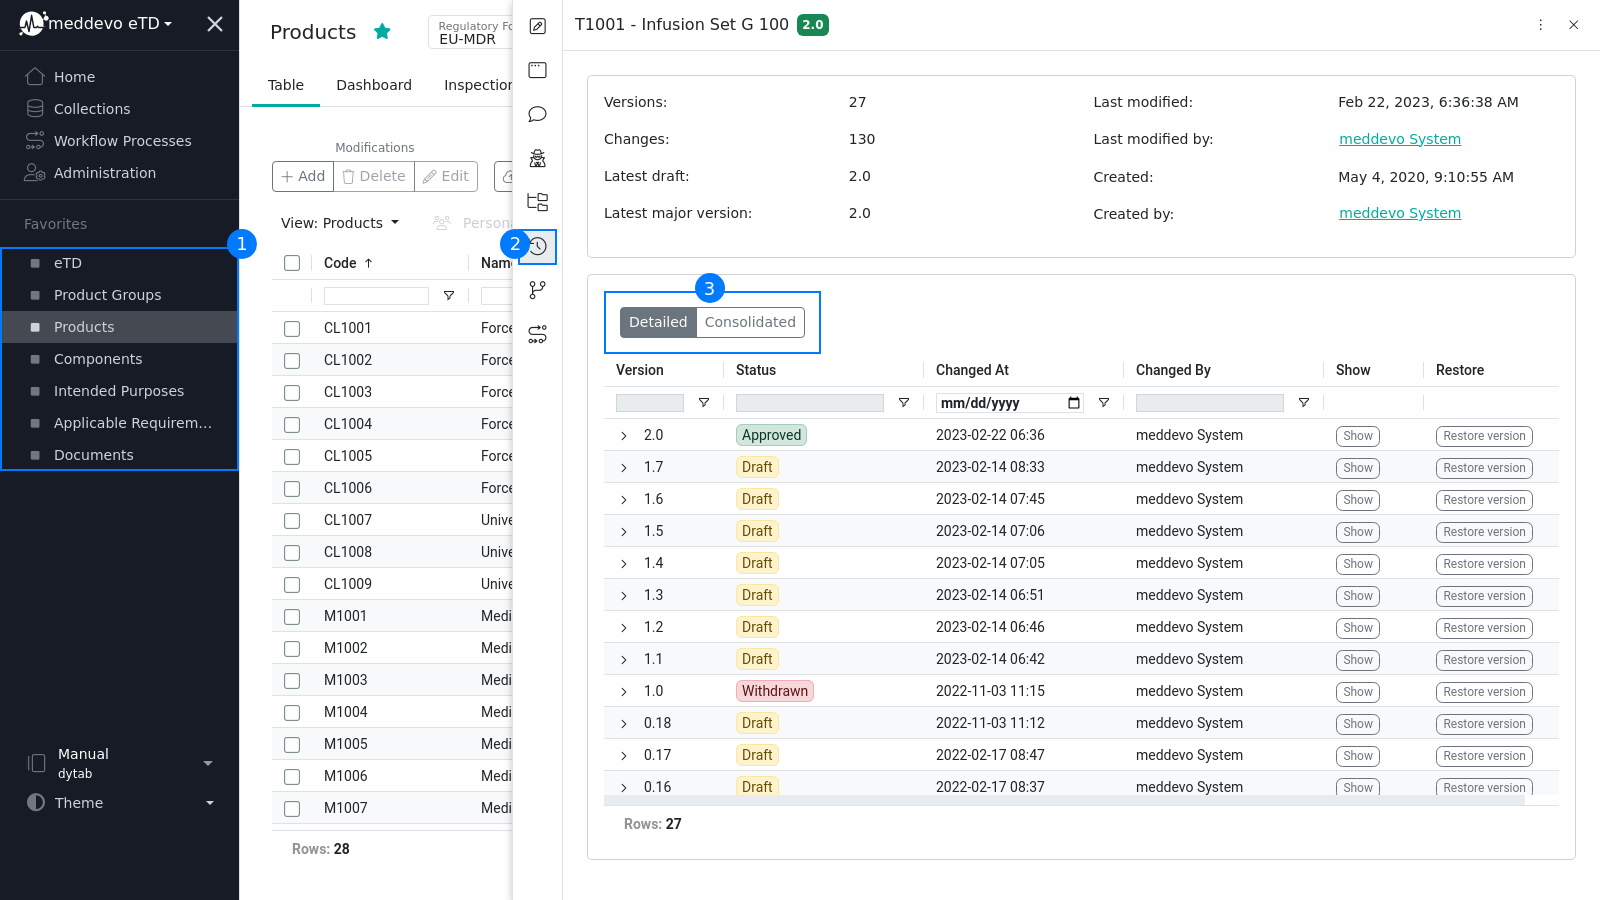 meddevo eTD
Home
Collections
Workflow Processes
Administration
Favorites
1
eTD
Product Groups
Products
Components
Intended Purposes
Applicable Requirem...
Documents
Manual
dytab
Theme
Products
Regulatory Fo
EU-MDR
Table Dashboard Inspection
Modifications
Add Delete Edit
View: Products Person
Code Name
CL1001 Force
CL1002 Force
CL1003 Force
CL1004 Force
CL1005 Force
CL1006 Force
CL1007 Unive
CL1008 Unive
CL1009 Unive
M1001 Medi
M1002 Medi
M1003 Medi
M1004 Medi
M1005 Medi
M1006 Medi
M1007 Medi
Rows: 28
2
T1001 - Infusion Set G 100 2.0
Versions: 27 Last modified: Feb 22, 2023, 6:36:38 AM
Changes: 130 Last modified by: meddevo System
Latest draft: 2.0 Created: May 4, 2020, 9:10:55 AM
Latest major version: 2.0 Created by: meddevo System
3
Detailed Consolidated
Version Status Changed At Changed By Show Restore
mm/dd/yyyy
2.0 Approved 2023-02-22 06:36 meddevo System Show Restore version
1.7 Draft 2023-02-14 08:33 meddevo System Show Restore version
1.6 Draft 2023-02-14 07:45 meddevo System Show Restore version
1.5 Draft 2023-02-14 07:06 meddevo System Show Restore version
1.4 Draft 2023-02-14 07:05 meddevo System Show Restore version
1.3 Draft 2023-02-14 06:51 meddevo System Show Restore version
1.2 Draft 2023-02-14 06:46 meddevo System Show Restore version
1.1 Draft 2023-02-14 06:42 meddevo System Show Restore version
1.0 Withdrawn 2022-11-03 11:15 meddevo System Show Restore version
0.18 Draft 2022-11-03 11:12 meddevo System Show Restore version
0.17 Draft 2022-02-17 08:47 meddevo System Show Restore version
0.16 Draft 2022-02-17 08:37 meddevo System Show Restore version
Rows: 27